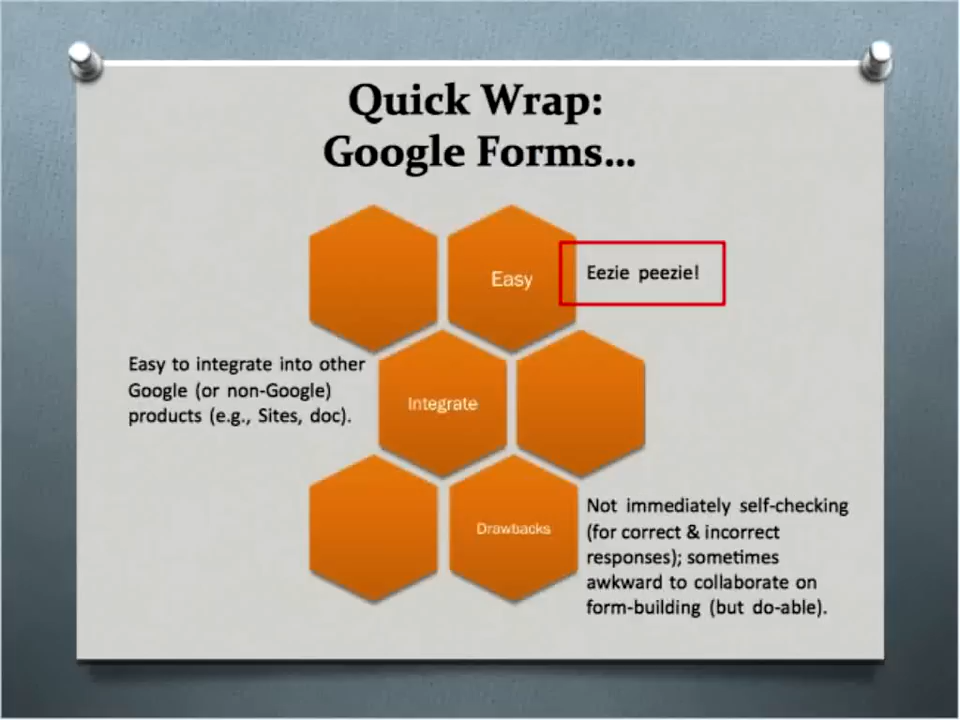 Quick Wrap:
Google Forms...
Easy
Eezie peezie!
Easy to integrate into other
Google (or non-Google)
products (e.g., Sites, doc).
Integrate
Drawbacks
Not immediately self-checking
(for correct & incorrect
responses); sometimes
awkward to collaborate on
form-building (but do-able).